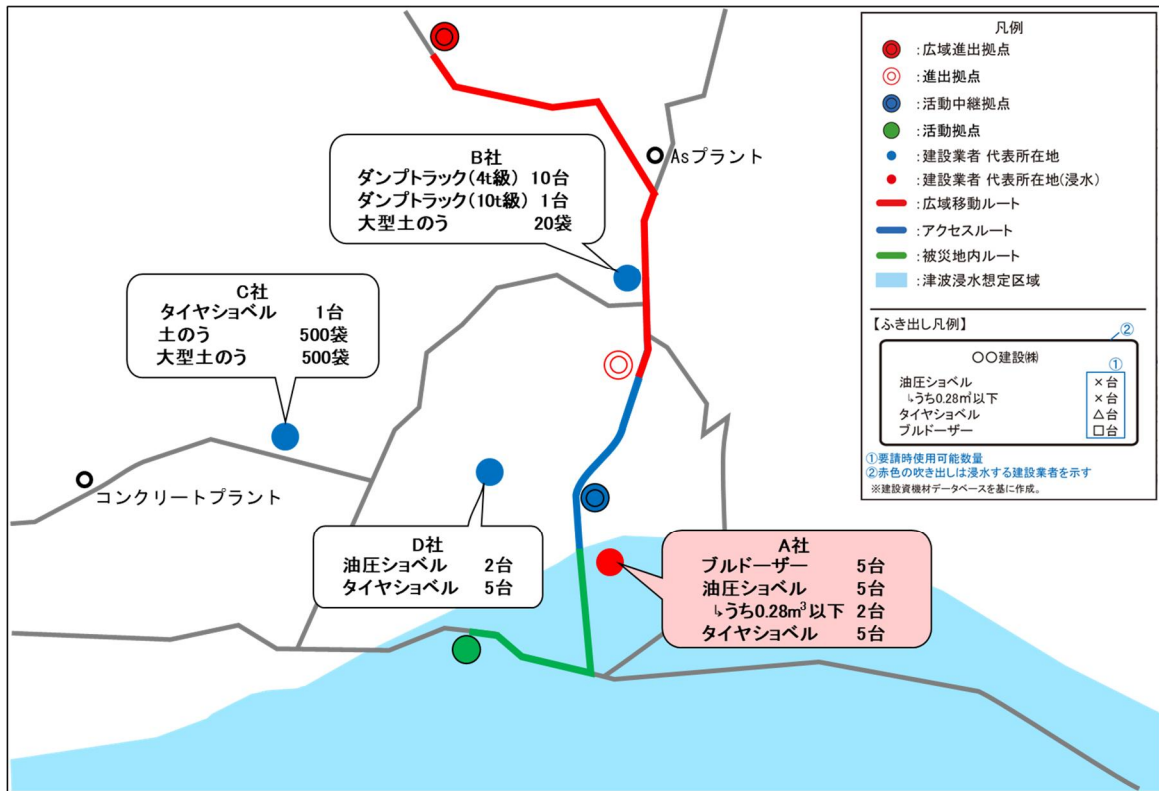 B社
ダンプトラック(4t級) 10台
ダンプトラック(10t級) 1台
大型土のう 20袋
Asプラント
C社
タイヤショベル 1台
土のう 500袋
大型土のう 500袋
コンクリートプラント
D社
油圧ショベル 2台
タイヤショベル 5台
A社
ブルドーザー 5台
油圧ショベル 5台
↳うち0.28m³以下 2台
タイヤショベル 5台
凡例
：広域進出拠点
：進出拠点
：活動中継拠点
：活動拠点
：建設業者 代表所在地
：建設業者 代表所在地(浸水)
：広域移動ルート
：アクセスルート
：被災地内ルート
：津波浸水想定区域
【ふき出し凡例】
②
〇〇建設㈱
①
油圧ショベル ×台
↳うち0.28㎥以下 ×台
タイヤショベル △台
ブルドーザー □台
①要請時使用可能数量
②赤色の吹き出しは浸水する建設業者を示す
※建設資機材データベースを基に作成。